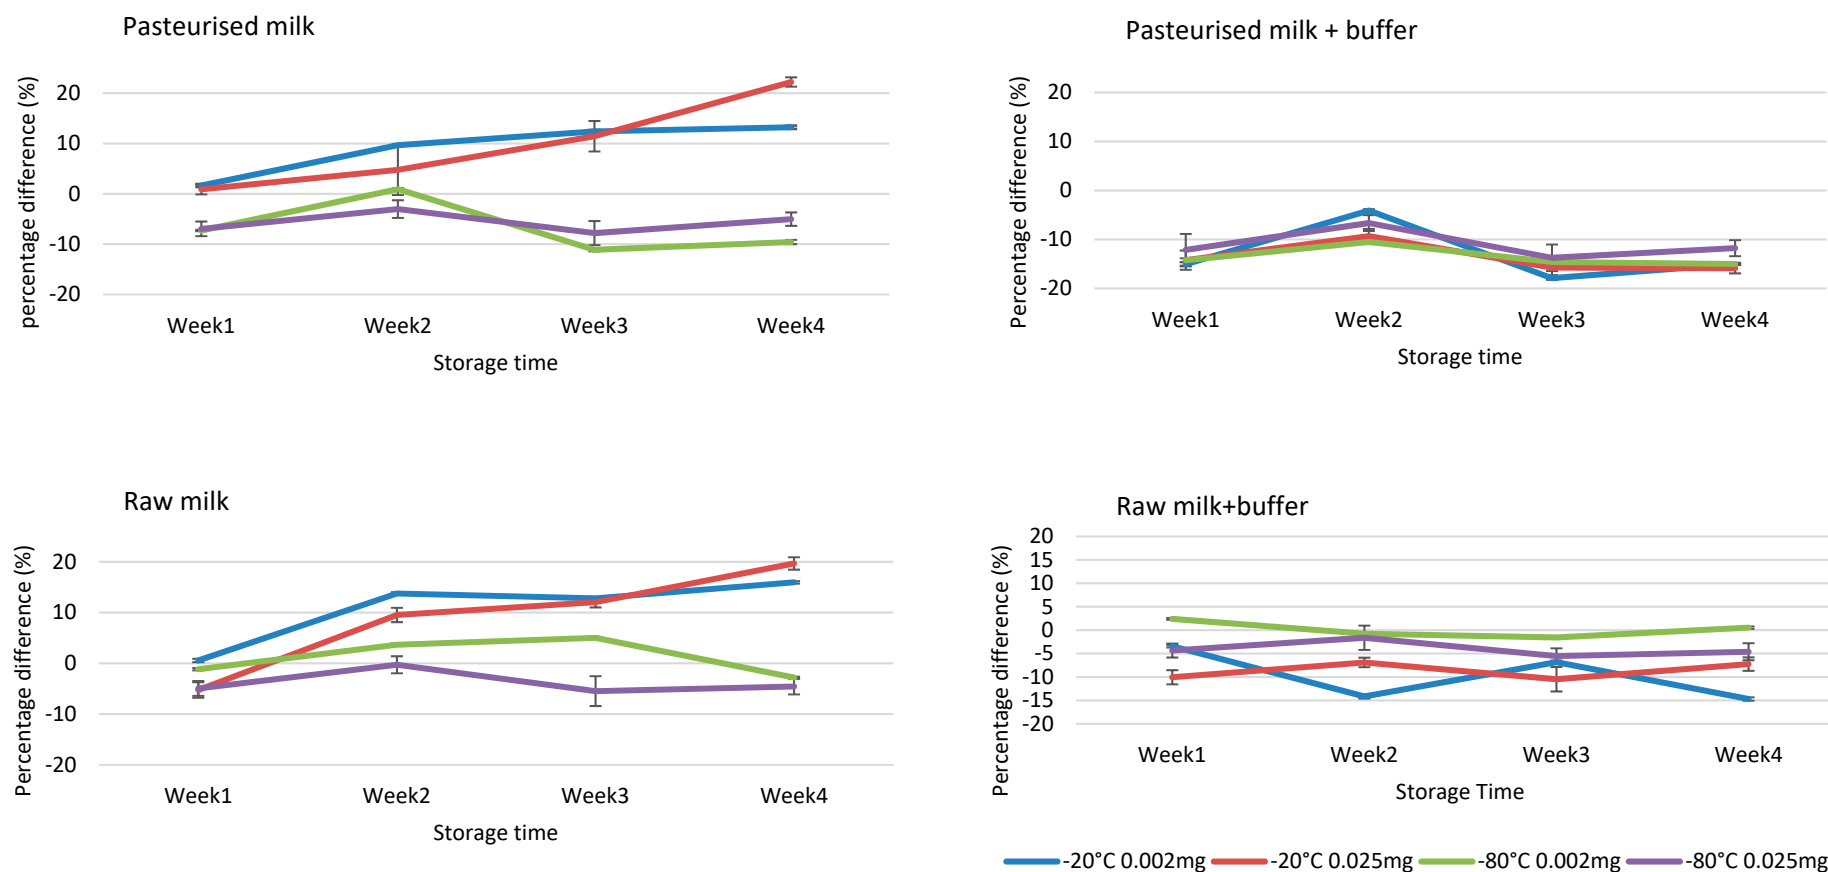 Pasteurised milk
percentage difference (%)
20
10
0
-10
-20
Week1 Week2 Week3 Week4
Storage time
Pasteurised milk + buffer
Percentage difference (%)
20
10
0
-10
-20
Week1 Week2 Week3 Week4
Storage time
Raw milk
Percentage difference (%)
20
10
0
-10
-20
Week1 Week2 Week3 Week4
Storage time
Raw milk+buffer
Percentage difference (%)
20
15
10
5
0
-5
-10
-15
-20
Week1 Week2 Week3 Week4
Storage Time
-20°C 0.002mg -20°C 0.025mg -80°C 0.002mg -80°C 0.025mg